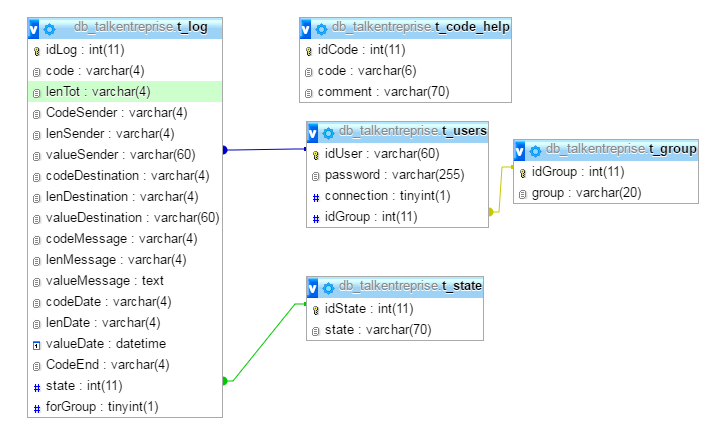 v db_talkentreprise.t_log
idLog : int(11)
code : varchar(4)
lenTot : varchar(4)
CodeSender : varchar(4)
lenSender : varchar(4)
valueSender : varchar(60)
codeDestination : varchar(4)
lenDestination : varchar(4)
valueDestination : varchar(60)
codeMessage : varchar(4)
lenMessage : varchar(4)
valueMessage : text
codeDate : varchar(4)
lenDate : varchar(4)
valueDate : datetime
CodeEnd : varchar(4)
# state : int(11)
# forGroup : tinyint(1)
v db_talkentreprise.t_code_help
idCode : int(11)
code : varchar(6)
comment : varchar(70)
v db_talkentreprise.t_users
idUser : varchar(60)
password : varchar(255)
# connection : tinyint(1)
# idGroup : int(11)
v db_talkentreprise.t_group
idGroup : int(11)
group : varchar(20)
v db_talkentreprise.t_state
idState : int(11)
state : varchar(70)